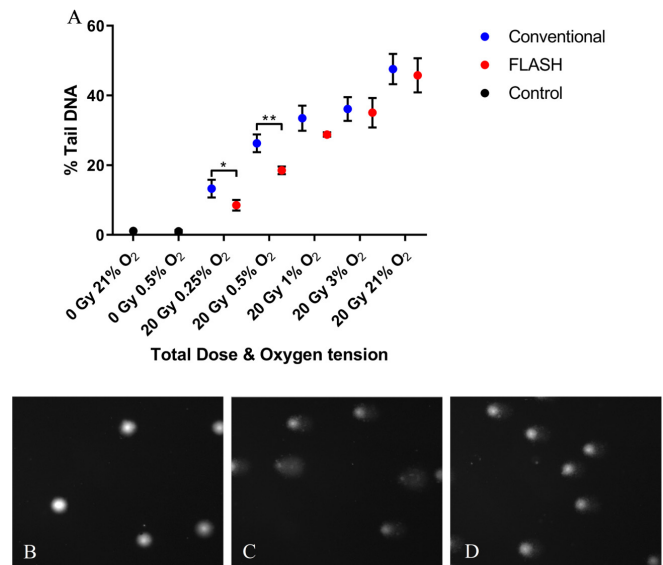 A
60
40
20
0
% Tail DNA
*
**
Conventional
FLASH
Control
0 Gy 21% O₂
0 Gy 0.5% O₂
20 Gy 0.25% O₂
20 Gy 0.5% O₂
20 Gy 1% O₂
20 Gy 3% O₂
20 Gy 21% O₂
Total Dose & Oxygen tension
B
C
D